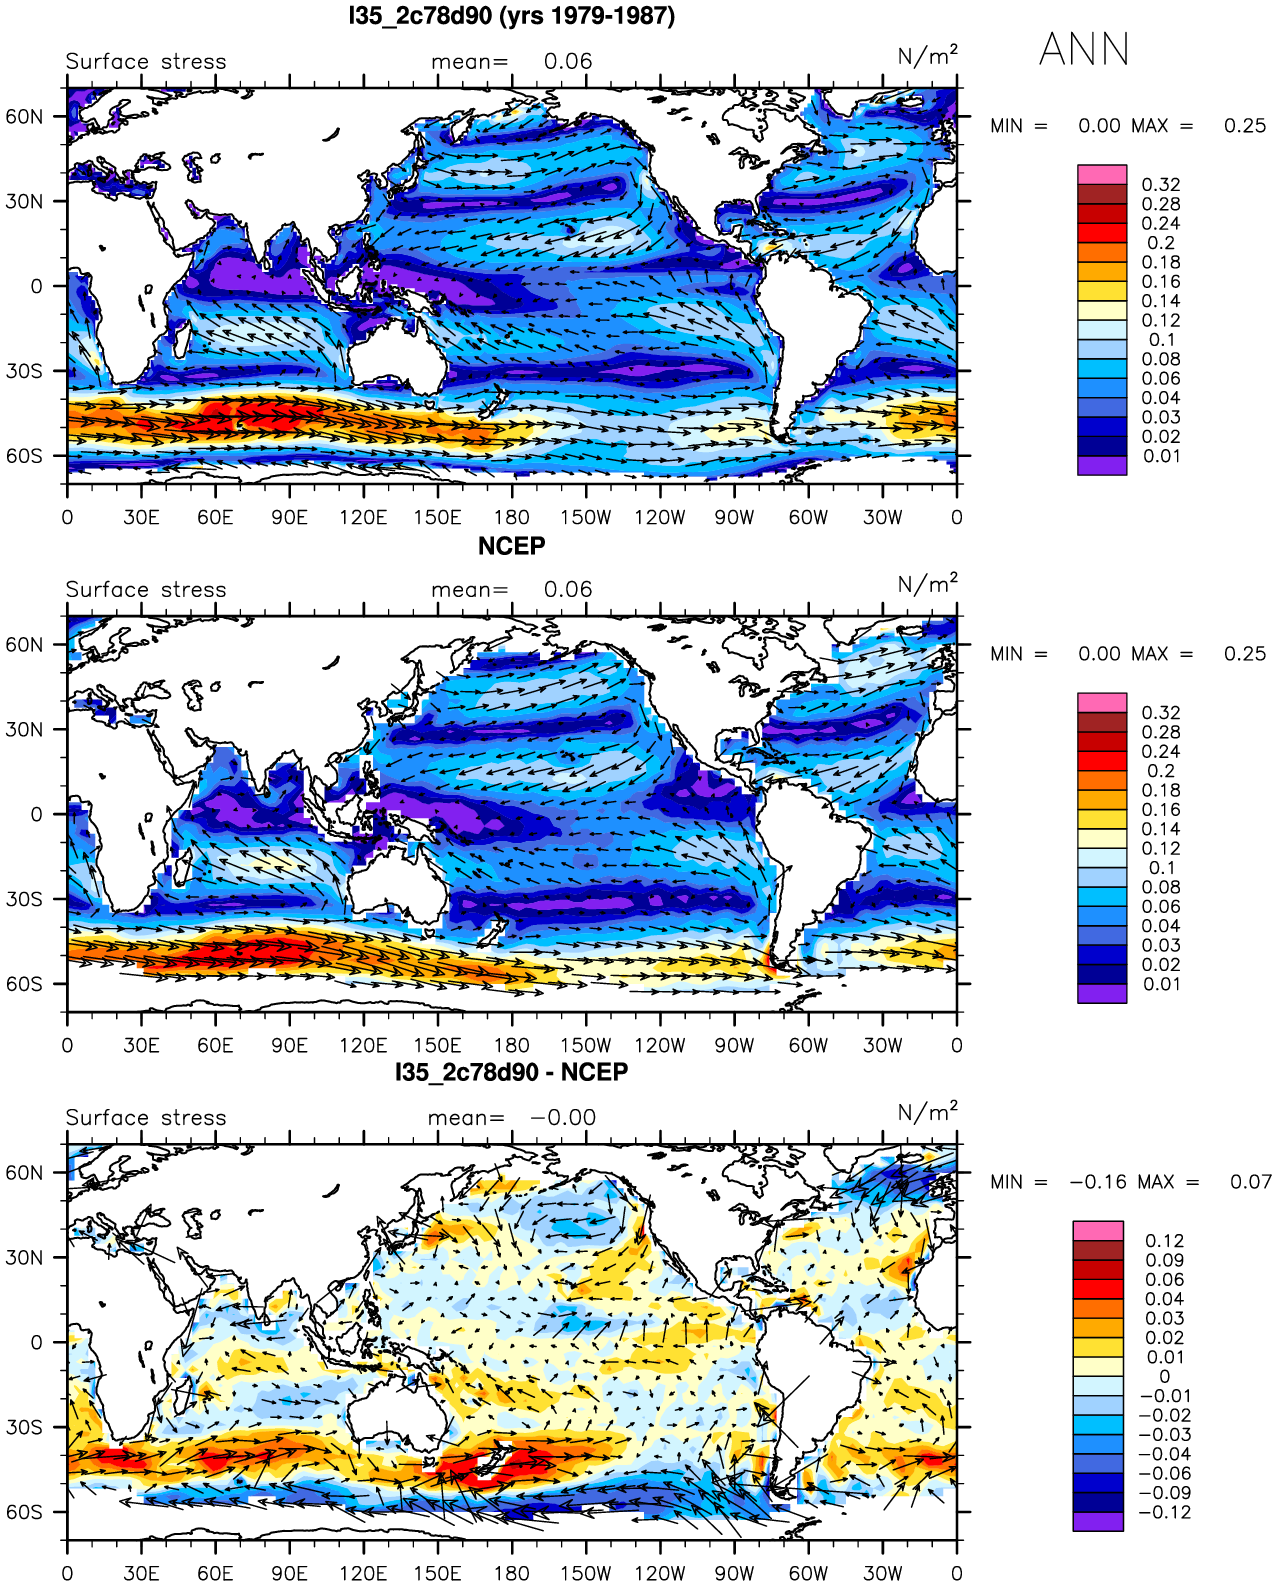 I35_2c78d90 (yrs 1979-1987)
Surface stress mean= 0.06 N/m²
ANN
MIN = 0.00 MAX = 0.25
60N
30N
0
30S
60S
0 30E 60E 90E 120E 150E 180 150W 120W 90W 60W 30W 0
0.32
0.28
0.24
0.2
0.18
0.16
0.14
0.12
0.1
0.08
0.06
0.04
0.03
0.02
0.01
NCEP
Surface stress mean= 0.06 N/m²
MIN = 0.00 MAX = 0.25
60N
30N
0
30S
60S
0 30E 60E 90E 120E 150E 180 150W 120W 90W 60W 30W 0
0.32
0.28
0.24
0.2
0.18
0.16
0.14
0.12
0.1
0.08
0.06
0.04
0.03
0.02
0.01
I35_2c78d90 - NCEP
Surface stress mean= −0.00 N/m²
MIN = −0.16 MAX = 0.07
60N
30N
0
30S
60S
0 30E 60E 90E 120E 150E 180 150W 120W 90W 60W 30W 0
0.12
0.09
0.06
0.04
0.03
0.02
0.01
0
−0.01
−0.02
−0.03
−0.04
−0.06
−0.09
−0.12